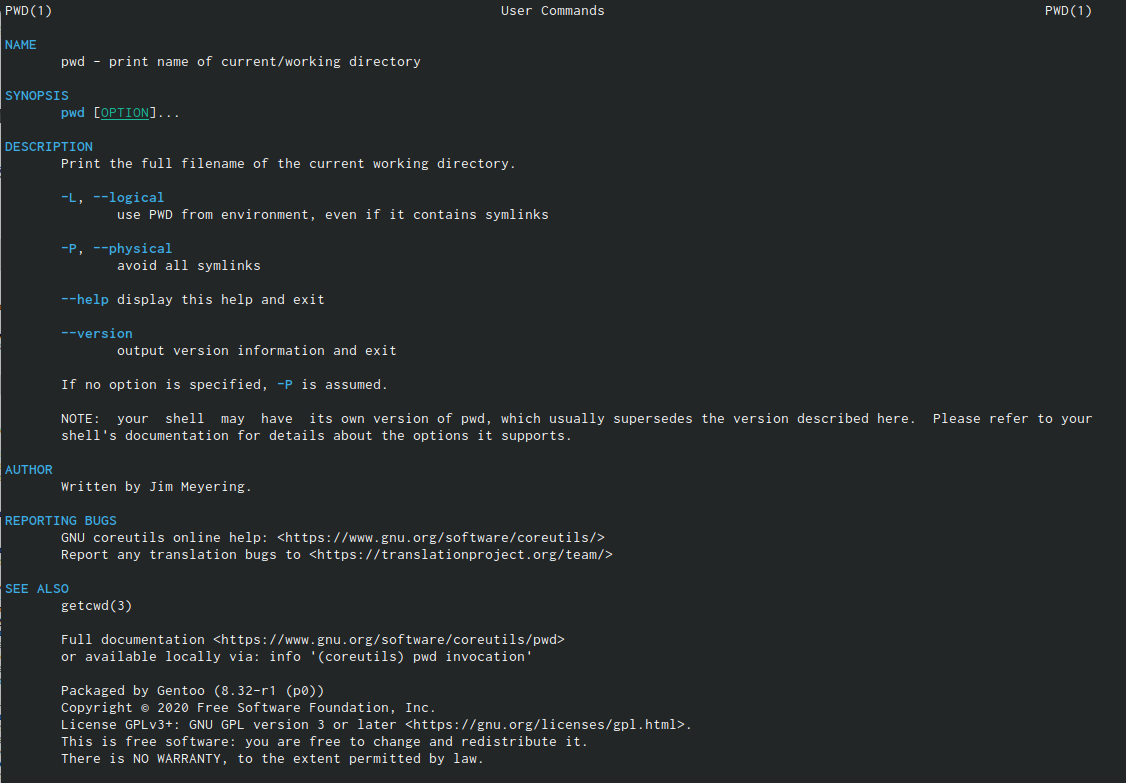 PWD(1) User Commands PWD(1)
NAME
pwd - print name of current/working directory
SYNOPSIS
pwd [OPTION]...
DESCRIPTION
Print the full filename of the current working directory.
-L, --logical
use PWD from environment, even if it contains symlinks
-P, --physical
avoid all symlinks
--help display this help and exit
--version
output version information and exit
If no option is specified, -P is assumed.
NOTE: your shell may have its own version of pwd, which usually supersedes the version described here. Please refer to your
shell's documentation for details about the options it supports.
AUTHOR
Written by Jim Meyering.
REPORTING BUGS
GNU coreutils online help: <https://www.gnu.org/software/coreutils/>
Report any translation bugs to <https://translationproject.org/team/>
SEE ALSO
getcwd(3)
Full documentation <https://www.gnu.org/software/coreutils/pwd>
or available locally via: info '(coreutils) pwd invocation'
Packaged by Gentoo (8.32-r1 (p0))
Copyright © 2020 Free Software Foundation, Inc.
License GPLv3+: GNU GPL version 3 or later <https://gnu.org/licenses/gpl.html>.
This is free software: you are free to change and redistribute it.
There is NO WARRANTY, to the extent permitted by law.